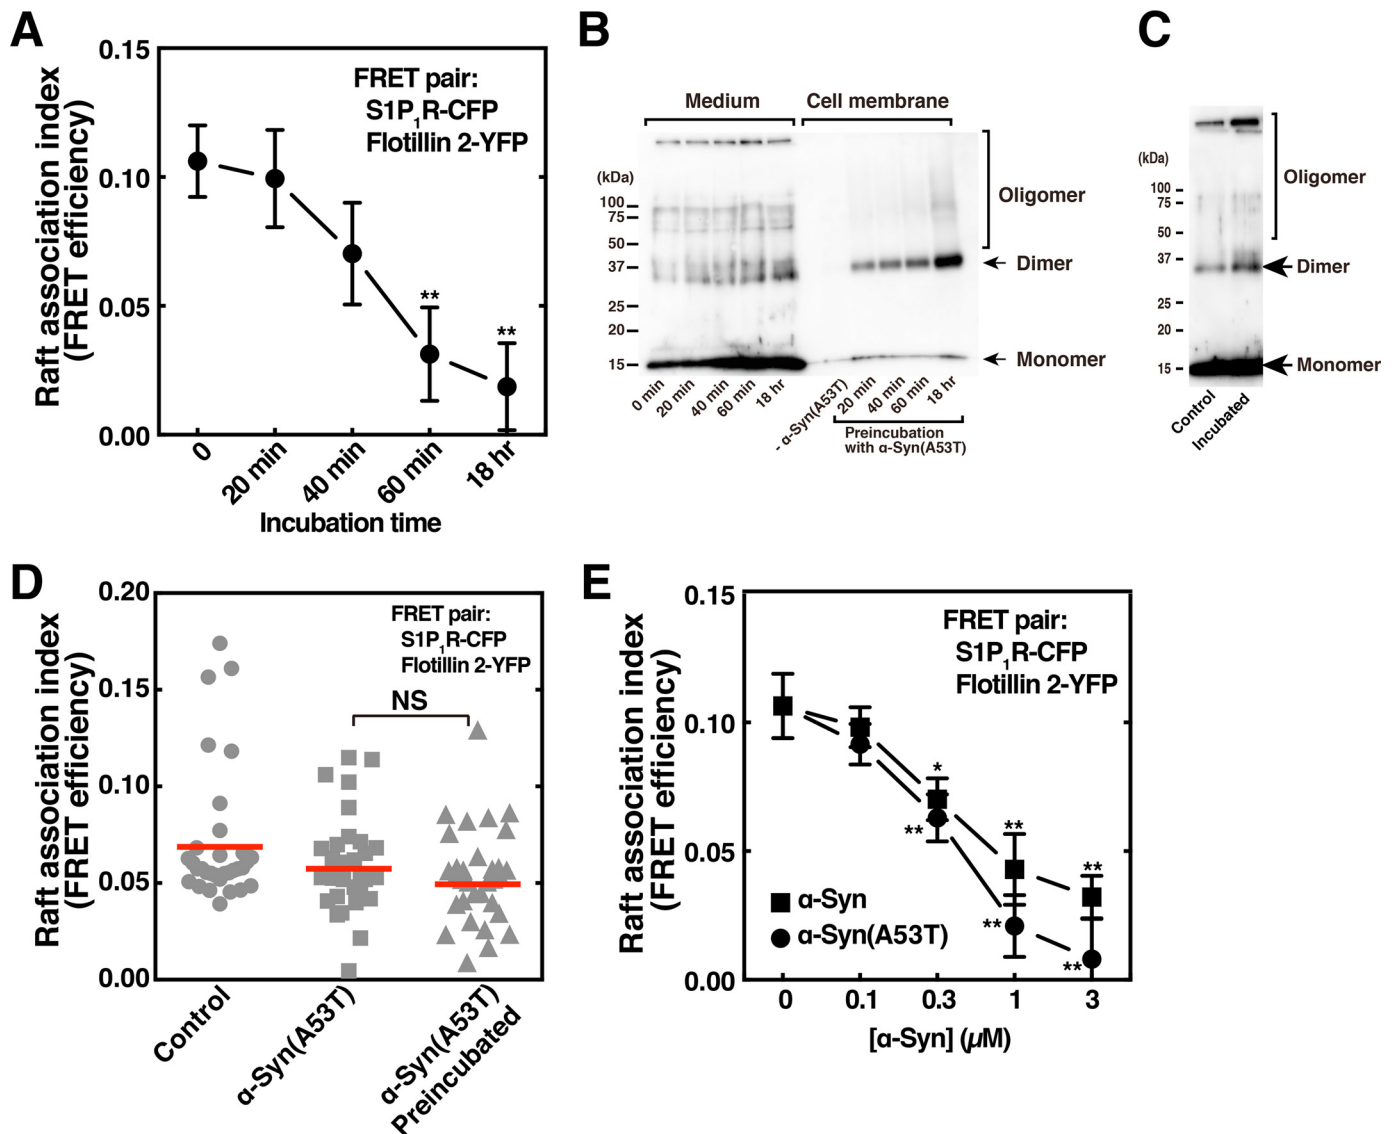 A
Raft association index
(FRET efficiency)
0.15
0.10
0.05
0.00
FRET pair:
S1P1R-CFP
Flotillin 2-YFP
**
**
0
20 min
40 min
60 min
18 hr
Incubation time
B
Medium
Cell membrane
(kDa)
100
75
50
37
25
20
15
Oligomer
Dimer
Monomer
0 min
20 min
40 min
60 min
18 hr
- α-Syn(A53T)
20 min
40 min
60 min
18 hr
Preincubation
with α-Syn(A53T)
C
(kDa)
100
75
50
37
25
20
15
Oligomer
Dimer
Monomer
Control
Incubated
D
Raft association index
(FRET efficiency)
0.20
0.15
0.10
0.05
0.00
FRET pair:
S1P1R-CFP
Flotillin 2-YFP
NS
Control
α-Syn(A53T)
α-Syn(A53T)
Preincubated
E
Raft association index
(FRET efficiency)
0.15
0.10
0.05
0.00
FRET pair:
S1P1R-CFP
Flotillin 2-YFP
*
**
**
**
**
**
α-Syn
α-Syn(A53T)
0
0.1
0.3
1
3
[α-Syn] (µM)